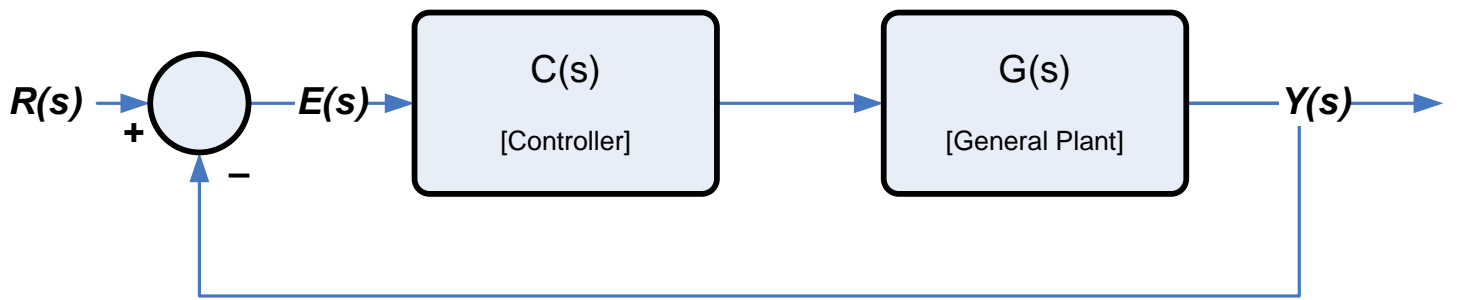 R(s)
+
−
E(s)
C(s)
[Controller]
G(s)
[General Plant]
Y(s)